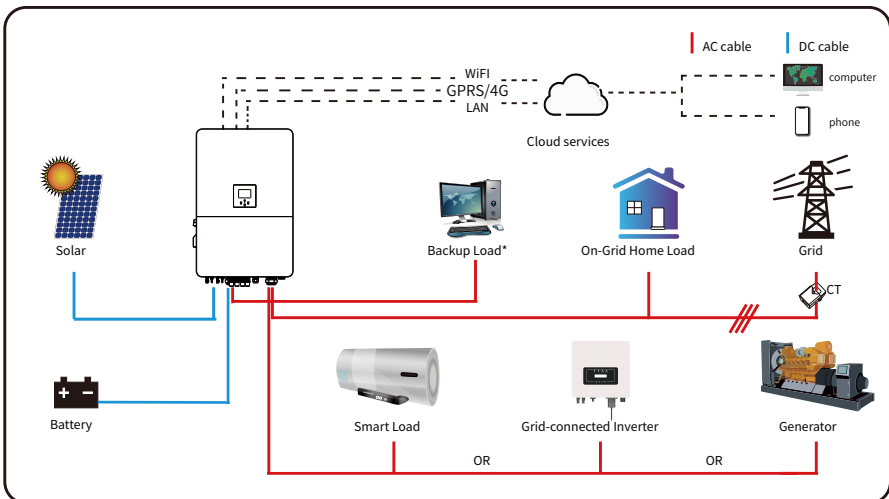 AC cable
DC cable
WiFI
GPRS/4G
LAN
Cloud services
computer
phone
Solar
Backup Load*
On-Grid Home Load
Grid
CT
Battery
Smart Load
Grid-connected Inverter
Generator
OR
OR